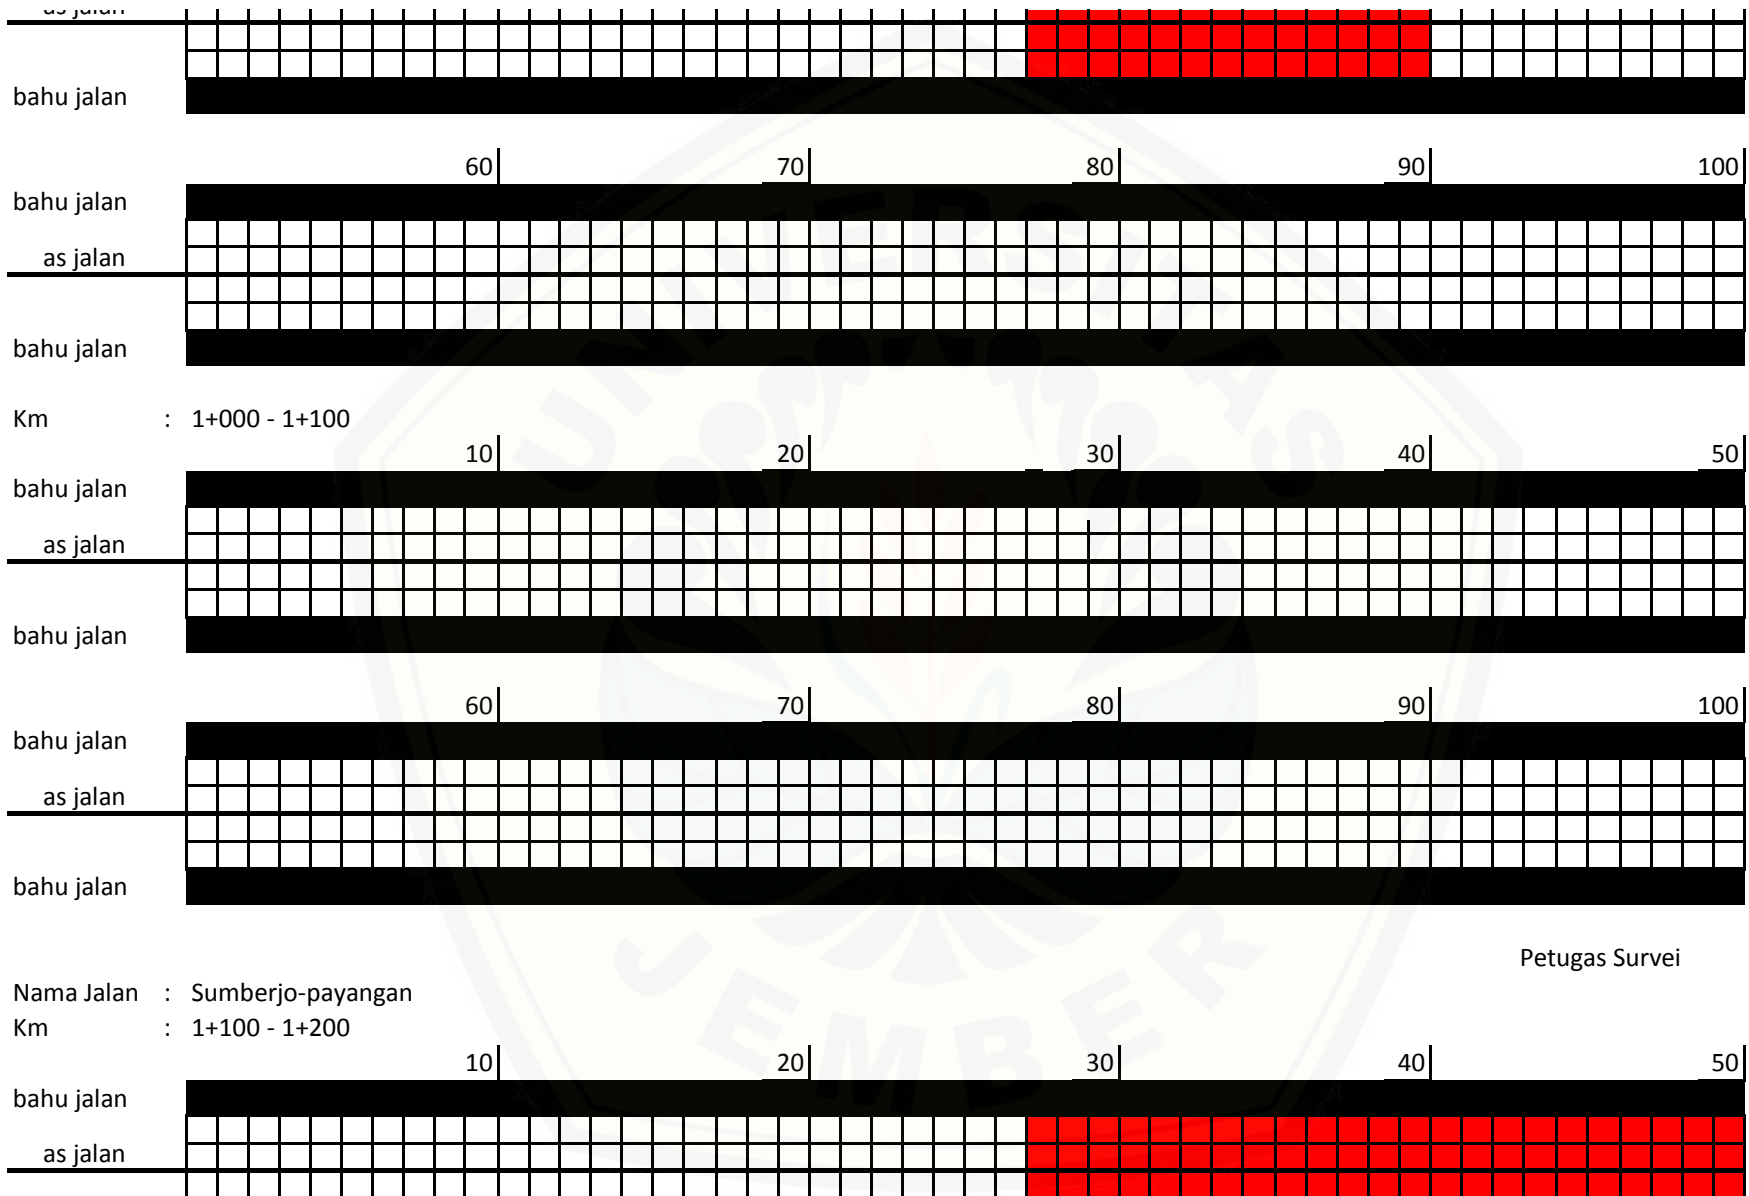 as jalan
bahu jalan
60 70 80 90 100
bahu jalan
as jalan
bahu jalan
Km : 1+000 - 1+100
10 20 30 40 50
bahu jalan
as jalan
bahu jalan
60 70 80 90 100
bahu jalan
as jalan
bahu jalan
Petugas Survei
Nama Jalan : Sumberjo-payangan
Km : 1+100 - 1+200
10 20 30 40 50
bahu jalan
as jalan
UNIVERSITAS
JEMBER